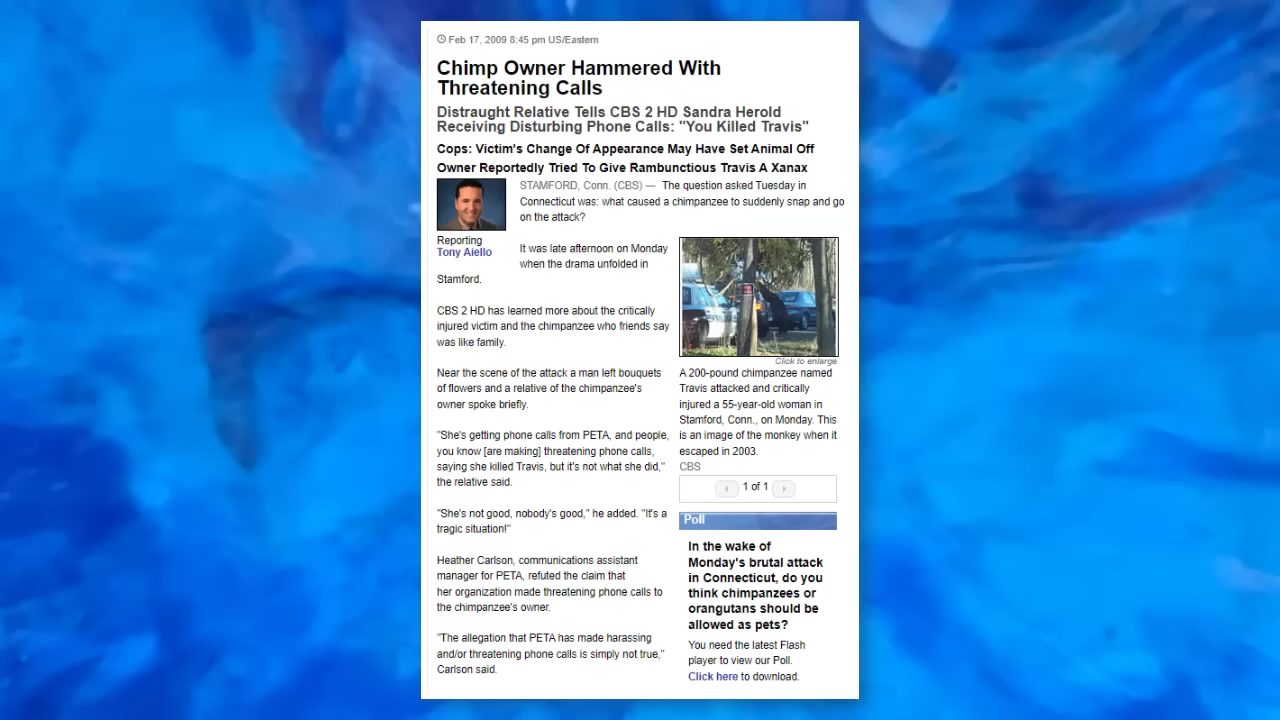 Feb 17, 2009 8:45 pm US/Eastern
Chimp Owner Hammered With
Threatening Calls
Distraught Relative Tells CBS 2 HD Sandra Herold
Receiving Disturbing Phone Calls: "You Killed Travis"
Cops: Victim's Change Of Appearance May Have Set Animal Off
Owner Reportedly Tried To Give Rambunctious Travis A Xanax
Reporting
Tony Aiello
STAMFORD, Conn. (CBS) — The question asked Tuesday in
Connecticut was: what caused a chimpanzee to suddenly snap and go
on the attack?
It was late afternoon on Monday
when the drama unfolded in
Stamford.
CBS 2 HD has learned more about the critically
injured victim and the chimpanzee who friends say
was like family.
Near the scene of the attack a man left bouquets
of flowers and a relative of the chimpanzee's
owner spoke briefly.
"She's getting phone calls from PETA, and people,
you know [are making] threatening phone calls,
saying she killed Travis, but it's not what she did,"
the relative said.
"She's not good, nobody's good," he added. "It's a
tragic situation!"
Heather Carlson, communications assistant
manager for PETA, refuted the claim that
her organization made threatening phone calls to
the chimpanzee's owner.
"The allegation that PETA has made harassing
and/or threatening phone calls is simply not true,"
Carlson said.
Click to enlarge
A 200-pound chimpanzee named
Travis attacked and critically
injured a 55-year-old woman in
Stamford, Conn., on Monday. This
is an image of the monkey when it
escaped in 2003.
CBS
1 of 1
Poll
In the wake of
Monday's brutal attack
in Connecticut, do you
think chimpanzees or
orangutans should be
allowed as pets?
You need the latest Flash
player to view our Poll.
Click here to download.